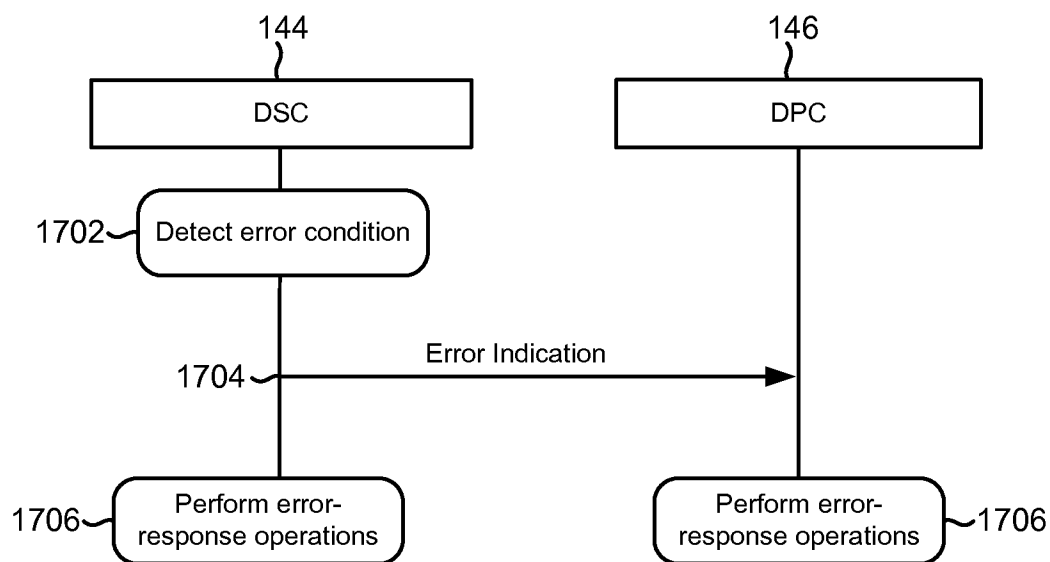 144
146
DSC
DPC
1702
Detect error condition
Error Indication
1704
Perform error-
response operations
1706
Perform error-
response operations
1706